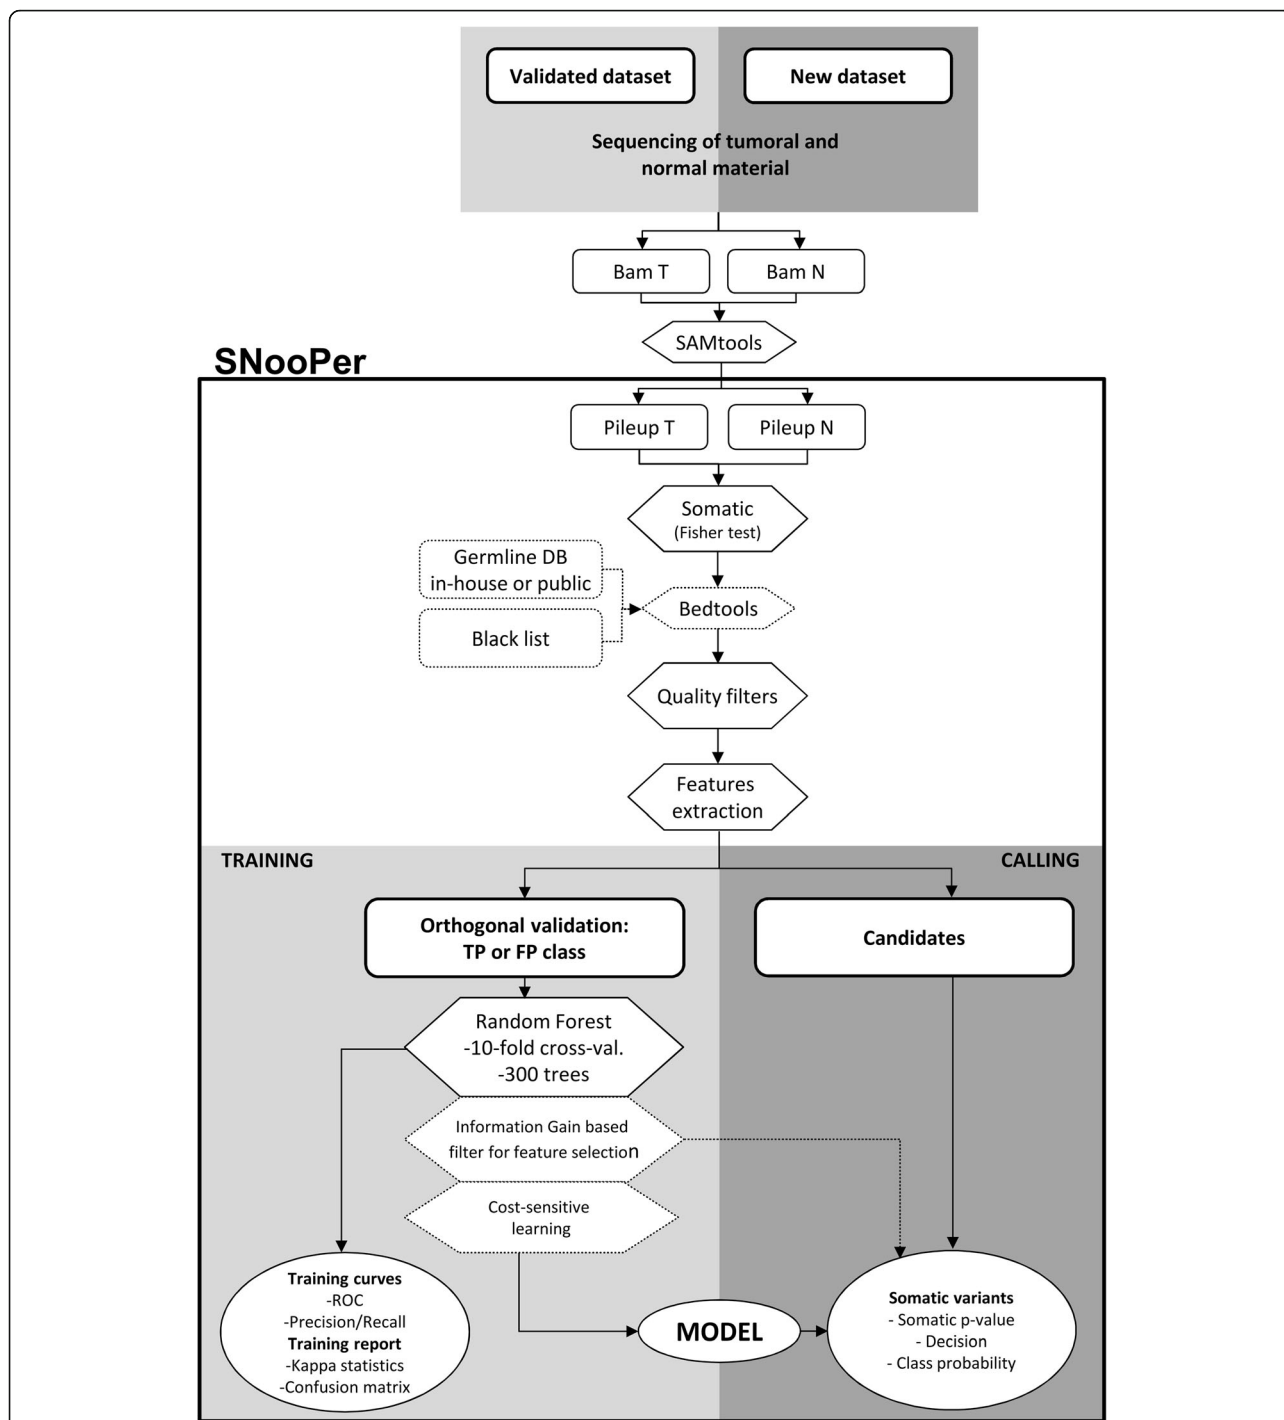 Validated dataset
New dataset
Sequencing of tumoral and
normal material
Bam T
Bam N
SAMtools
SNooPer
Pileup T
Pileup N
Somatic
(Fisher test)
Germline DB
in-house or public
Bedtools
Black list
Quality filters
Features
extraction
TRAINING
CALLING
Orthogonal validation:
TP or FP class
Candidates
Random Forest
-10-fold cross-val.
-300 trees
Information Gain based
filter for feature selection
Cost-sensitive
learning
Training curves
-ROC
-Precision/Recall
Training report
-Kappa statistics
-Confusion matrix
MODEL
Somatic variants
- Somatic p-value
- Decision
- Class probability